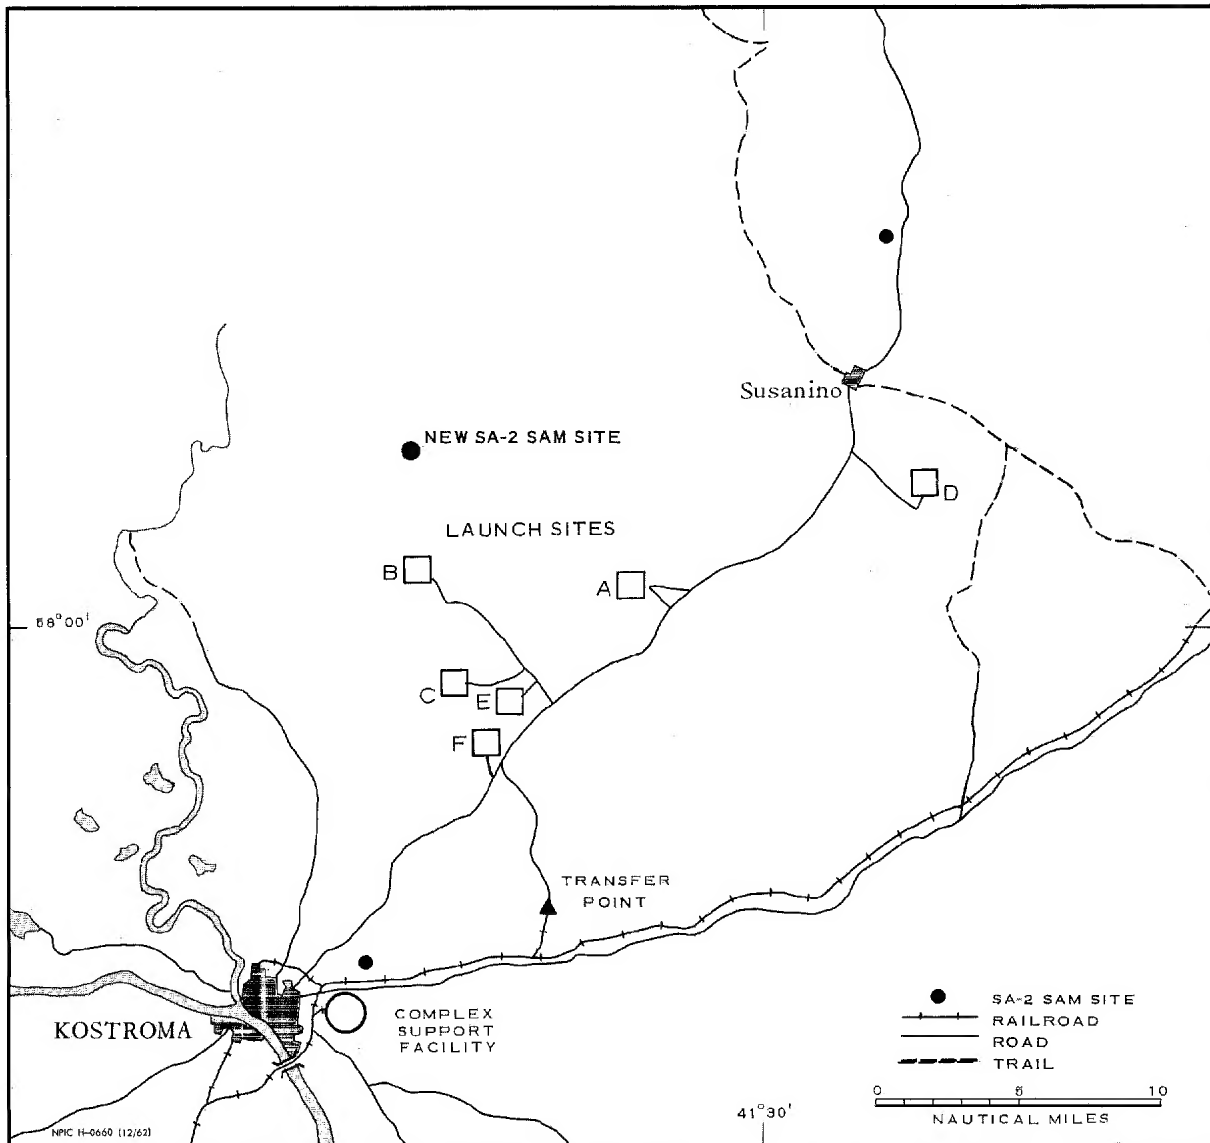 Susanino
NEW SA-2 SAM SITE
D
LAUNCH SITES
B
A
58°00'
C
E
F
TRANSFER
POINT
KOSTROMA
COMPLEX
SUPPORT
FACILITY
SA-2 SAM SITE
RAILROAD
ROAD
TRAIL
0 5 10
NAUTICAL MILES
41°30'
NPIC H-0660 (12/62)